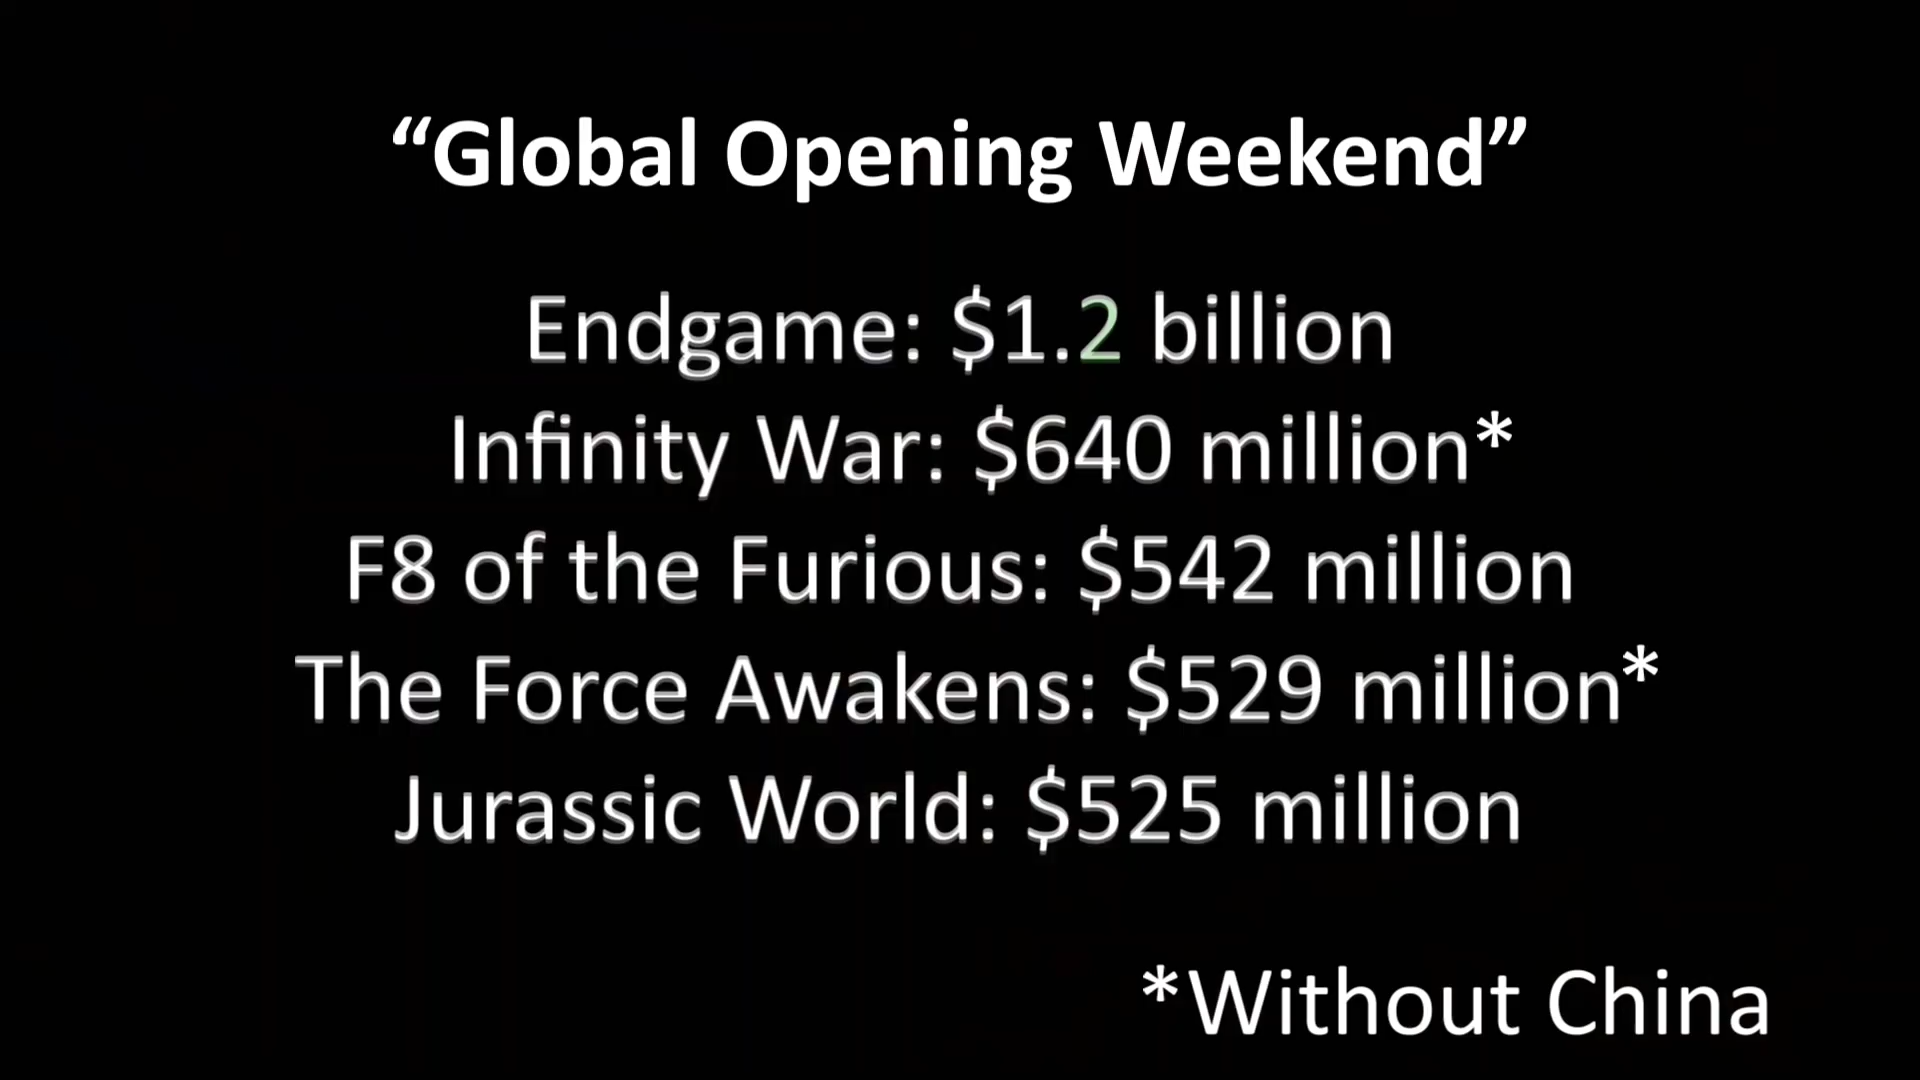 “Global Opening Weekend”
Endgame: $1.2 billion
Infinity War: $640 million*
F8 of the Furious: $542 million
The Force Awakens: $529 million*
Jurassic World: $525 million
*Without China